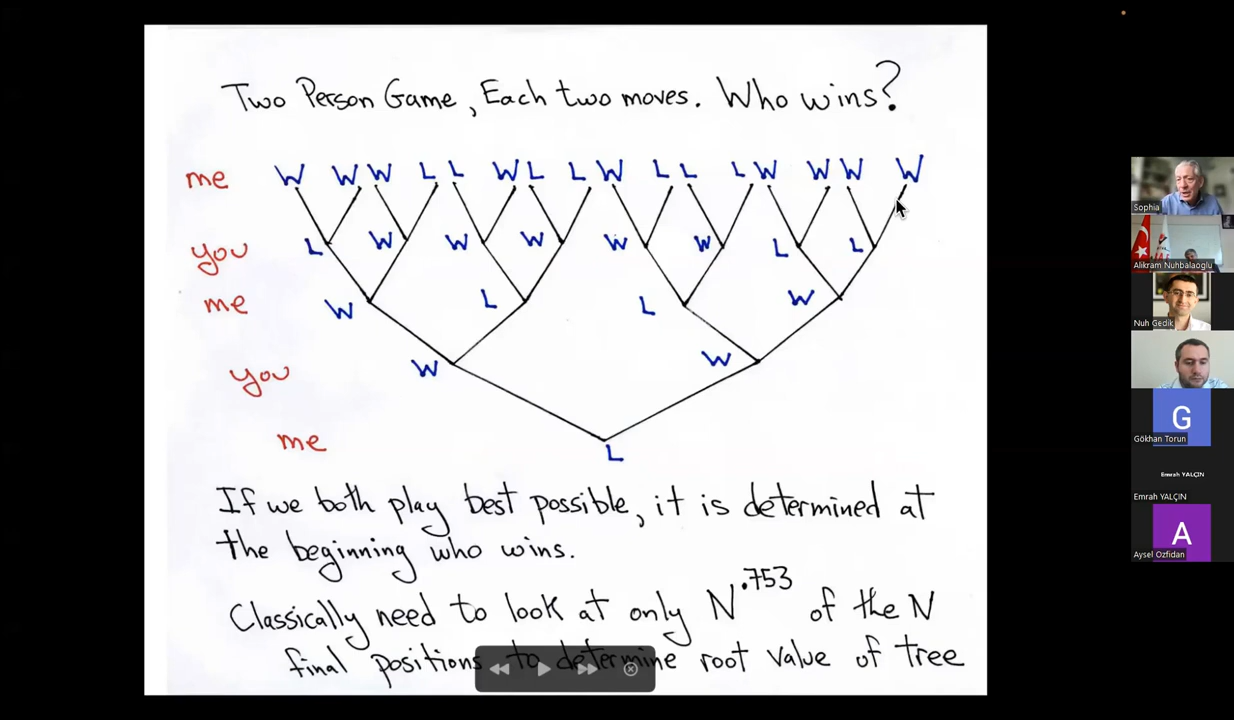 Two Person Game, Each two moves. Who wins?
me W W W L L W L L W L L L W W W W
you L W W W W W L L
me W L L W
you W W
me L
If we both play best possible, it is determined at
the beginning who wins.
Classically need to look at only N^.753 of the N
final positions to determine root value of tree
Sophia
Alikram Nuhbalaoglu
Nuh Gedik
G
Gökhan Torun
Emrah YALÇIN
Emrah YALÇIN
A
Aysel Ozfidan